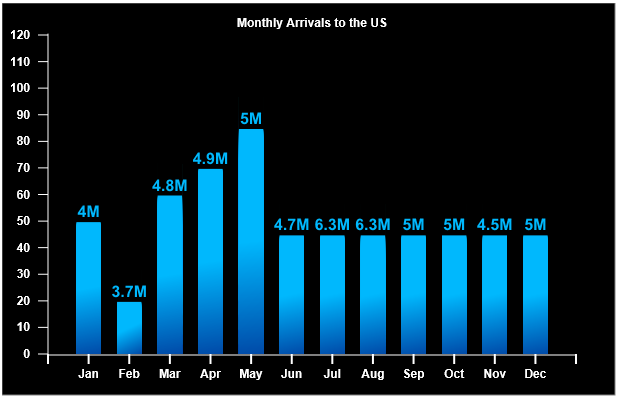 Monthly Arrivals to the US
120
110
100
90
80
70
60
50
40
30
20
10
0
4M
3.7M
4.8M
4.9M
5M
4.7M
6.3M
6.3M
5M
5M
4.5M
5M
Jan Feb Mar Apr May Jun Jul Aug Sep Oct Nov Dec